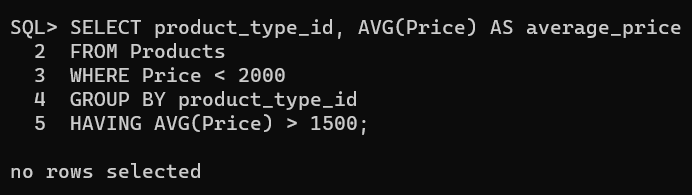 SQL> SELECT product_type_id, AVG(Price) AS average_price
  2  FROM Products
  3  WHERE Price < 2000
  4  GROUP BY product_type_id
  5  HAVING AVG(Price) > 1500;

no rows selected